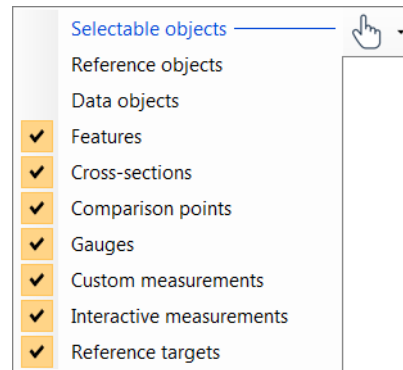 Selectable objects
Reference objects
Data objects
Features
Cross-sections
Comparison points
Gauges
Custom measurements
Interactive measurements
Reference targets